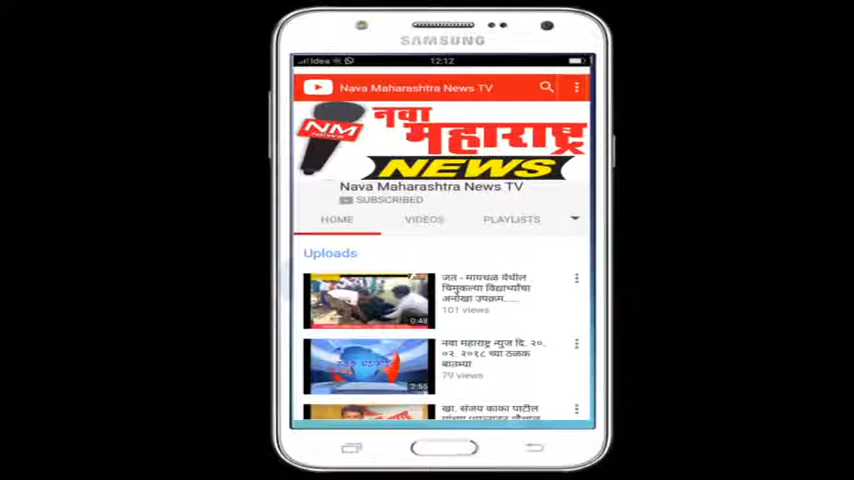 SAMSUNG
Idea
12:12
Nava Maharashtra News TV
नवा
महाराष्ट्र
NM
NEWS
NEWS
Nava Maharashtra News TV
SUBSCRIBED
HOME VIDEOS PLAYLISTS
Uploads
जत - मायथळ येथील
चिमुकल्या विद्यार्थ्यांचा
अनोखा उपक्रम.....
101 views
0:48
नवा महाराष्ट्र न्युज दि. २०.
०२. २०१८ च्या ठळक
बातम्या.
79 views
2:55
खा. संजय काका पाटील